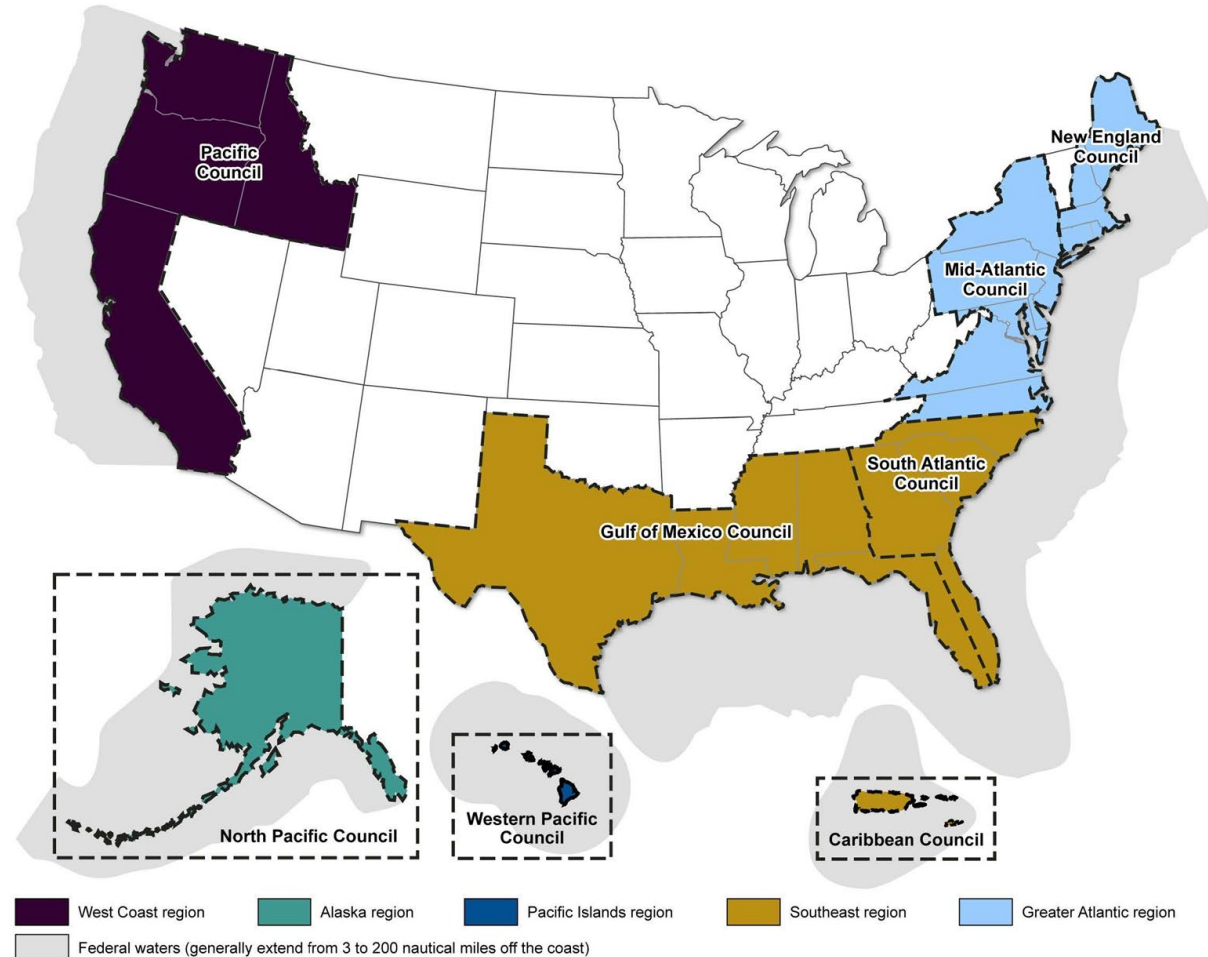 Pacific
Council
New England
Council
Mid-Atlantic
Council
South Atlantic
Council
Gulf of Mexico Council
North Pacific Council
Western Pacific
Council
Caribbean Council
West Coast region
Alaska region
Pacific Islands region
Southeast region
Greater Atlantic region
Federal waters (generally extend from 3 to 200 nautical miles off the coast)